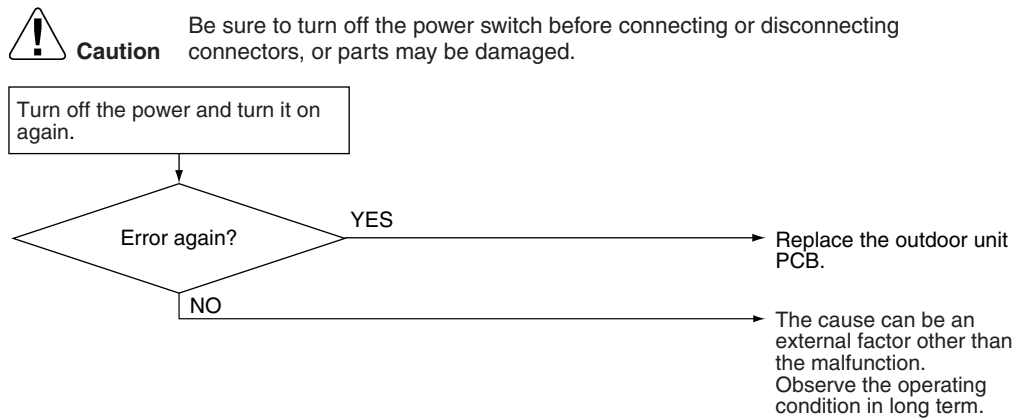 Be sure to turn off the power switch before connecting or disconnecting
Caution connectors, or parts may be damaged.
Turn off the power and turn it on
again.
Error again?
YES
Replace the outdoor unit
PCB.
NO
The cause can be an
external factor other than
the malfunction.
Observe the operating
condition in long term.